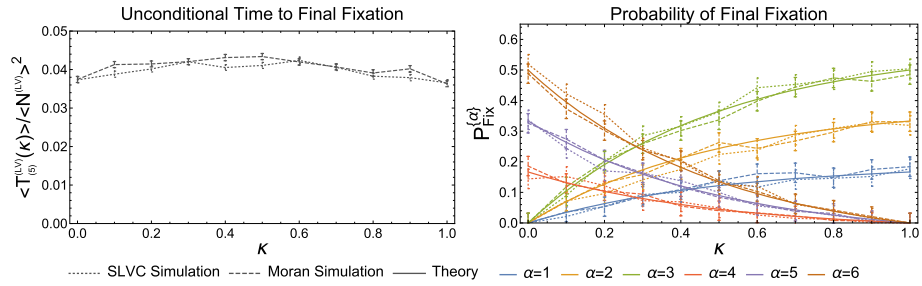 Unconditional Time to Final Fixation
<T(5)(LV)(κ)>/<N(LV)>2
0.05
0.04
0.03
0.02
0.01
0.00
0.0 0.2 0.4 0.6 0.8 1.0
κ
Probability of Final Fixation
PFix{α}
0.6
0.5
0.4
0.3
0.2
0.1
0.0
0.0 0.2 0.4 0.6 0.8 1.0
κ
SLVC Simulation Moran Simulation Theory
α=1 α=2 α=3 α=4 α=5 α=6